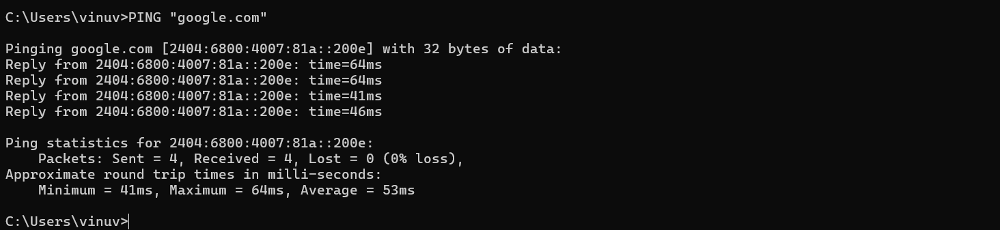 C:\Users\vinuv>PING "google.com"
Pinging google.com [2404:6800:4007:81a::200e] with 32 bytes of data:
Reply from 2404:6800:4007:81a::200e: time=64ms
Reply from 2404:6800:4007:81a::200e: time=64ms
Reply from 2404:6800:4007:81a::200e: time=41ms
Reply from 2404:6800:4007:81a::200e: time=46ms
Ping statistics for 2404:6800:4007:81a::200e:
    Packets: Sent = 4, Received = 4, Lost = 0 (0% loss),
Approximate round trip times in milli-seconds:
    Minimum = 41ms, Maximum = 64ms, Average = 53ms
C:\Users\vinuv>